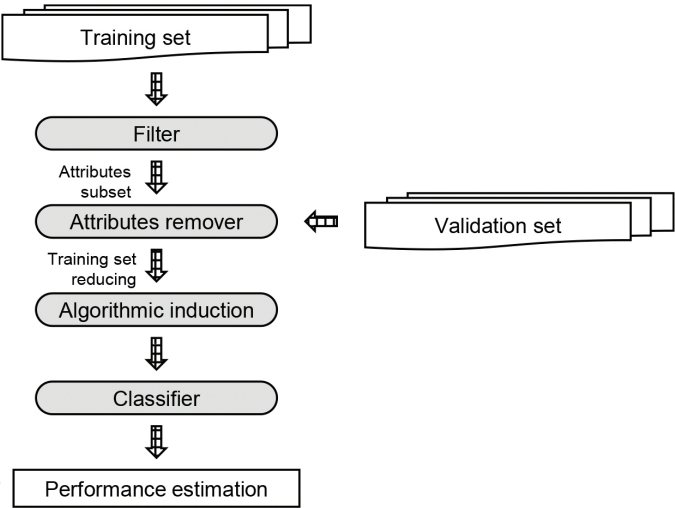 Training set
Filter
Attributes
subset
Attributes remover
Validation set
Training set
reducing
Algorithmic induction
Classifier
Performance estimation